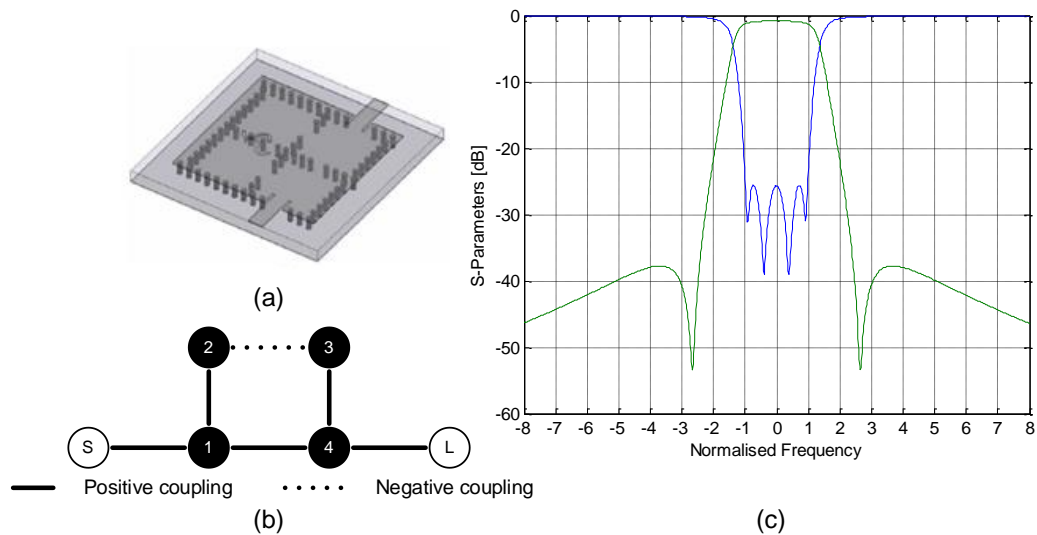 (a)
2 3
S 1 4 L
Positive coupling Negative coupling
(b)
0
-10
-20
-30
-40
-50
-60
S-Parameters [dB]
-8 -7 -6 -5 -4 -3 -2 -1 0 1 2 3 4 5 6 7 8
Normalised Frequency
(c)